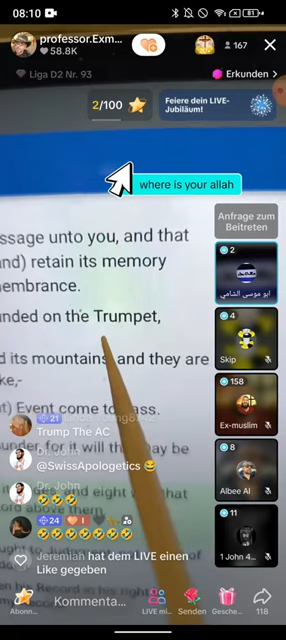 08:10
81
professor.Exm...
58.8K
167
Liga D2 Nr. 93
Erkunden >
2/100
Feiere dein LIVE-
Jubiläum!
where is your allah
Anfrage zum
Beitreten
ssage unto you, and that
and) retain its memory
embrance.
2
ابو موسى الشامي
unded on the Trumpet,
4
Skip
d its mountains, and they are
ke,-
158
Ex-muslim
t) Event come to pass.
21
Trump The AC
Dr. John
@SwissApologetics 😂
8
Albee Al
Dr. John
🤣🤣🤣
24
🤣🤣🤣🤣🤣🤣🤣
11
1 John 4...
Jeremiah hat dem LIVE einen
Like gegeben
Abonn...
Kommenta...
LIVE mi...
Senden
Gesche...
118